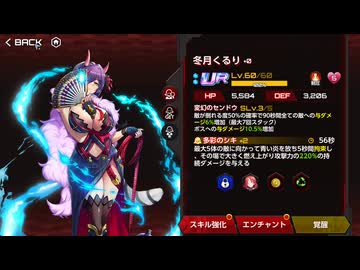 BACK
冬月くるり +0
UR Lv.60/60
HP 5,584 DEF 3,206
変幻のセンドウ SLv.3/5
敵が倒れる度50%の確率で90秒間全ての敵への与ダメ
ージ6%増加（最大7回スタック）
ボスへの与ダメージ10.5%増加
多彩のシキ +2 56秒
最大5体の敵に向かって青い炎を放ち5秒間拘束し
、その場で大きく燃え上がり攻撃力の220%の持
続ダメージを与える
スキル強化 エンチャント 覚醒